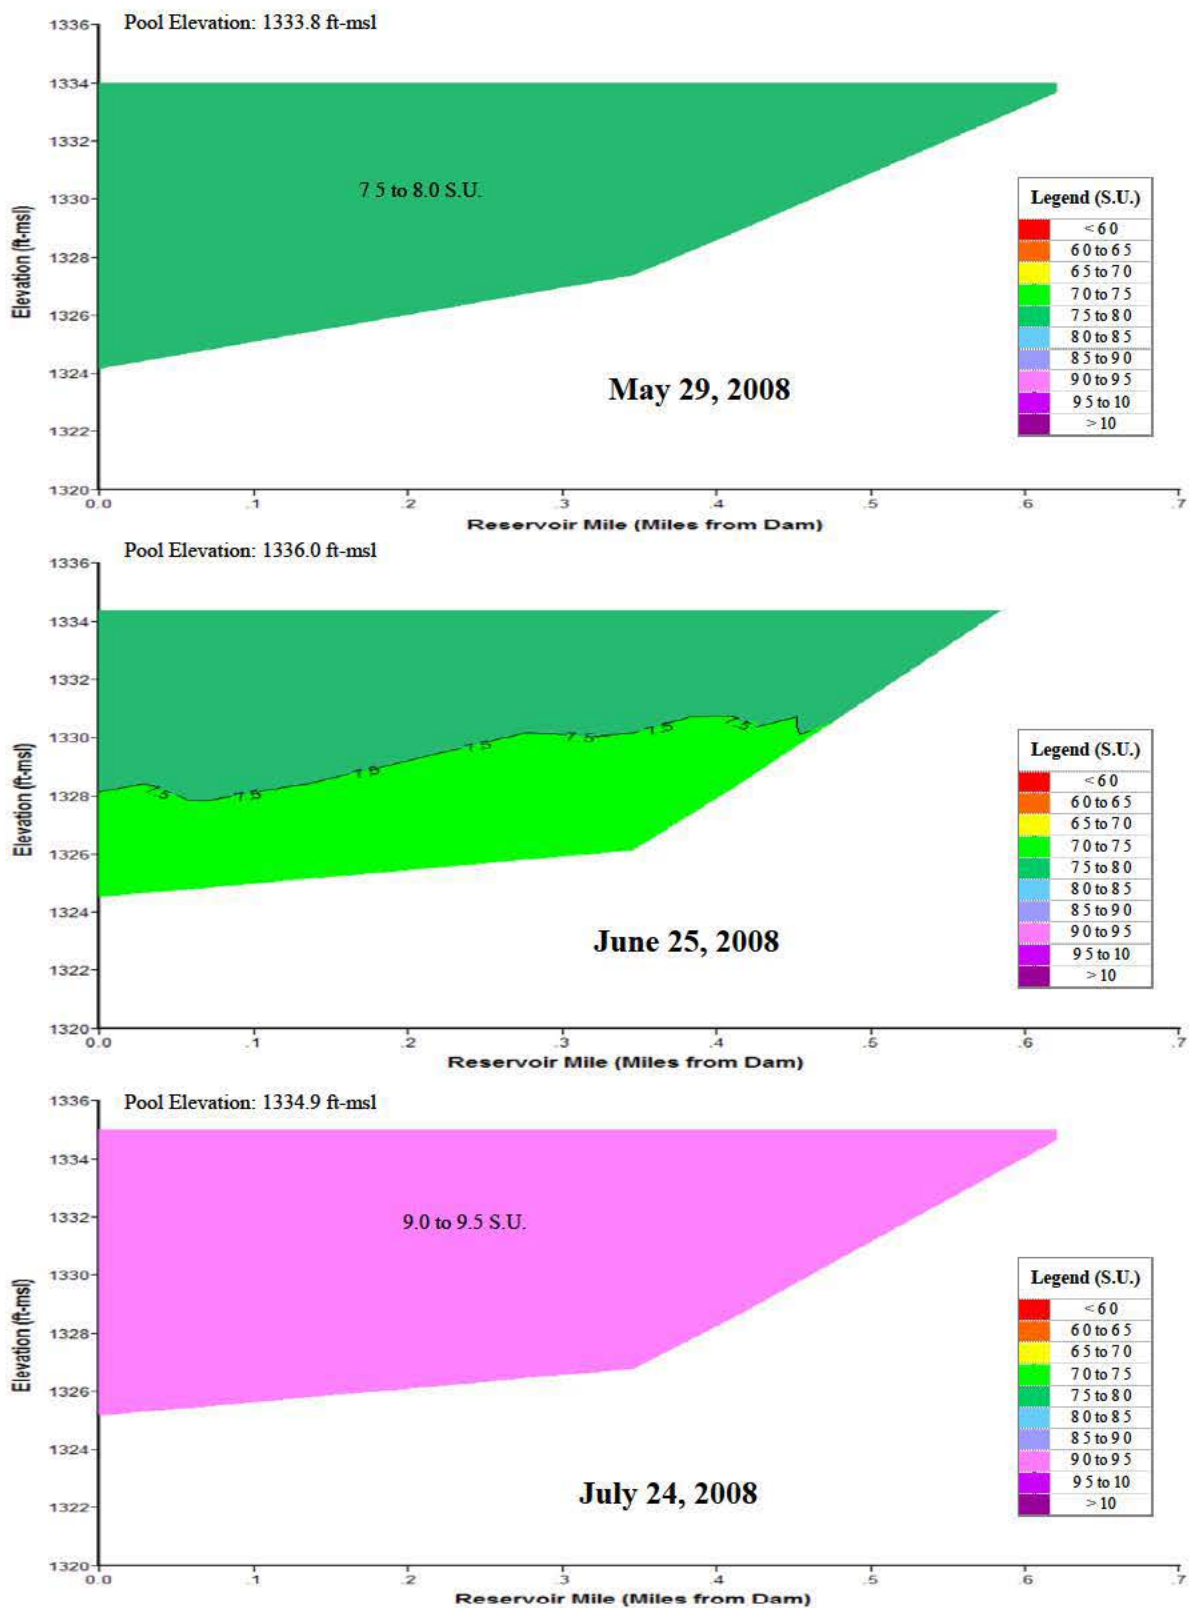 Pool Elevation: 1333.8 ft-msl
1336
1334
1332
1330
1328
1326
1324
1322
1320
Elevation (ft-msl)
7 5 to 8.0 S.U.
May 29, 2008
Legend (S.U.)
< 6 0
6 0 to 6 5
6 5 to 7 0
7 0 to 7 5
7 5 to 8 0
8 0 to 8 5
8 5 to 9 0
9 0 to 9 5
9 5 to 10
> 10
0.0 .1 .2 .3 .4 .5 .6 .7
Reservoir Mile (Miles from Dam)
Pool Elevation: 1336.0 ft-msl
1336
1334
1332
1330
1328
1326
1324
1322
1320
Elevation (ft-msl)
7.5 7.5 7.5 7.5 7.5 7.5 7.5
June 25, 2008
Legend (S.U.)
< 6 0
6 0 to 6 5
6 5 to 7 0
7 0 to 7 5
7 5 to 8 0
8 0 to 8 5
8 5 to 9 0
9 0 to 9 5
9 5 to 10
> 10
0.0 .1 .2 .3 .4 .5 .6 .7
Reservoir Mile (Miles from Dam)
Pool Elevation: 1334.9 ft-msl
1336
1334
1332
1330
1328
1326
1324
1322
1320
Elevation (ft-msl)
9.0 to 9.5 S.U.
July 24, 2008
Legend (S.U.)
< 6 0
6 0 to 6 5
6 5 to 7 0
7 0 to 7 5
7 5 to 8 0
8 0 to 8 5
8 5 to 9 0
9 0 to 9 5
9 5 to 10
> 10
0.0 .1 .2 .3 .4 .5 .6 .7
Reservoir Mile (Miles from Dam)